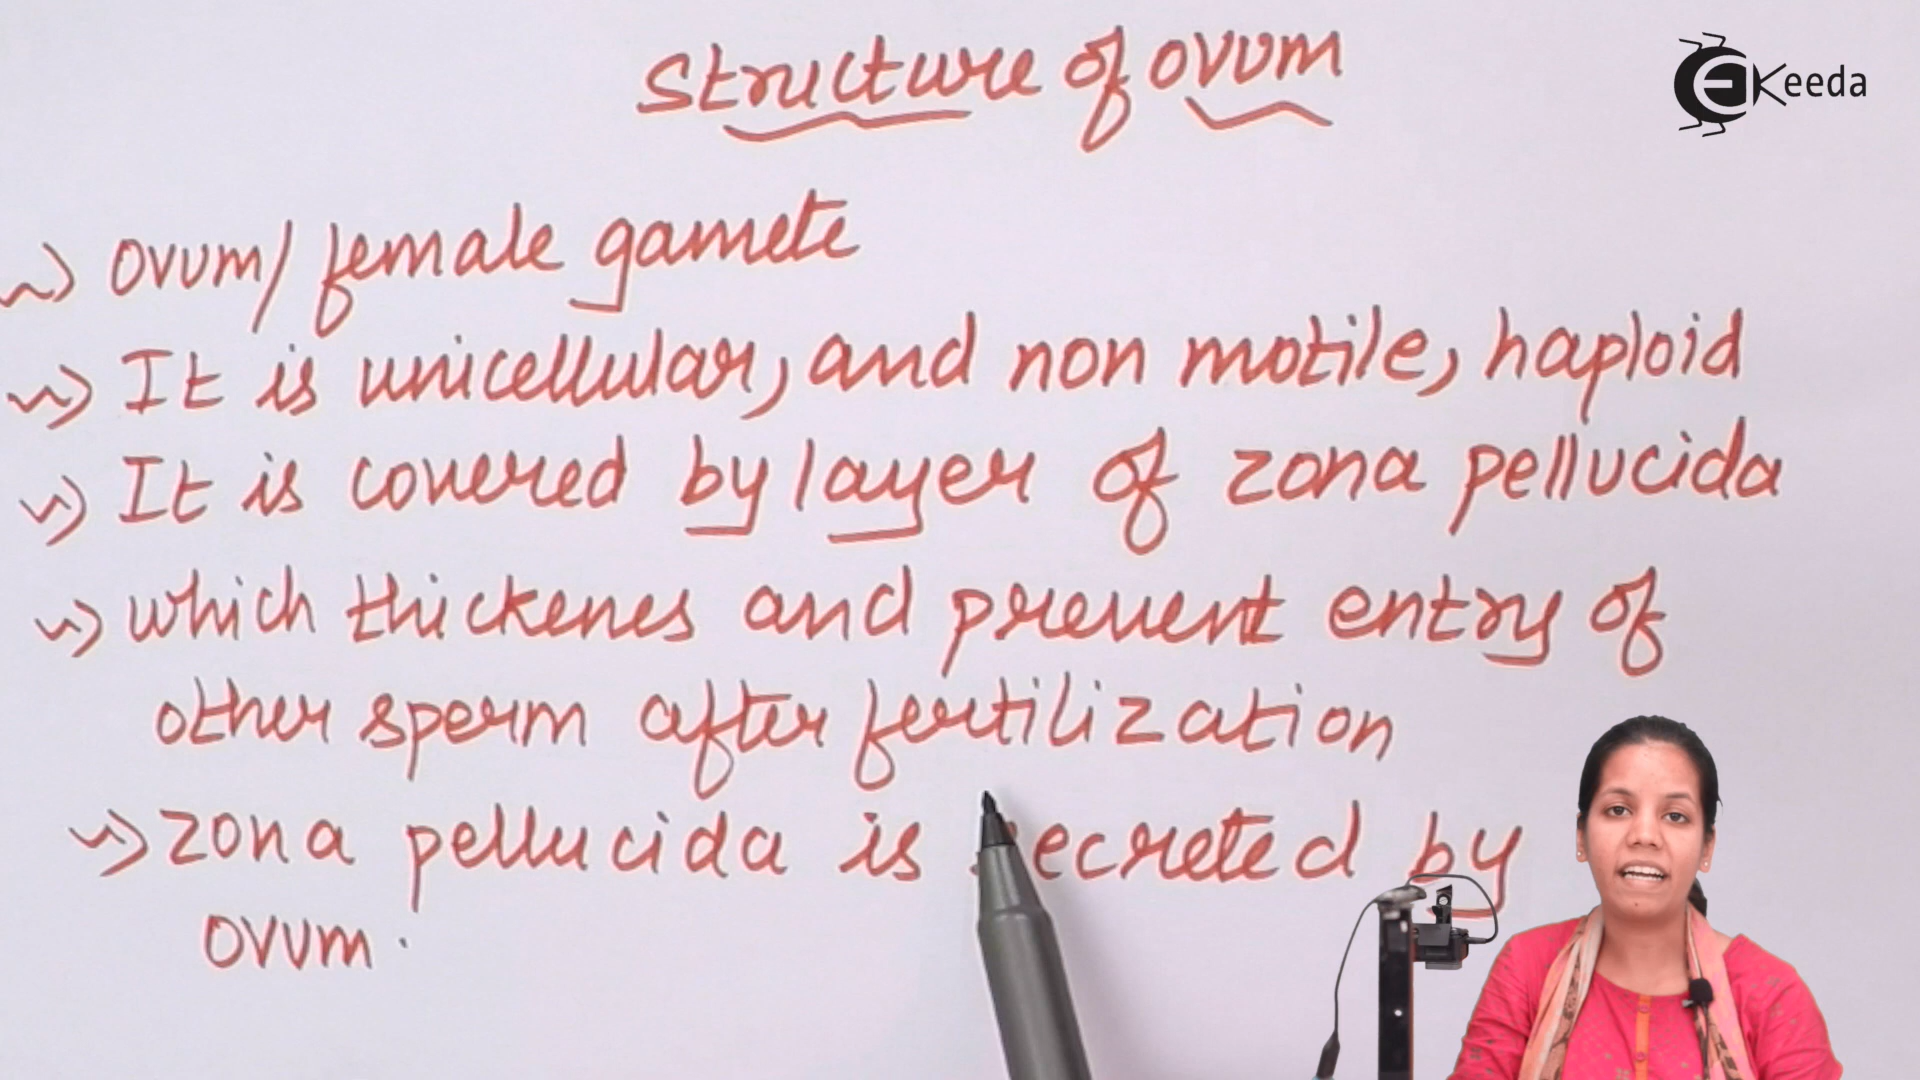 Structure of ovum
EKeeda
ovum/female gamete
It is unicellular, and non motile, haploid
It is covered by layer of zona pellucida
which thickenes and prevent entry of
other sperm after fertilization
zona pellucida is secreted by
ovum.